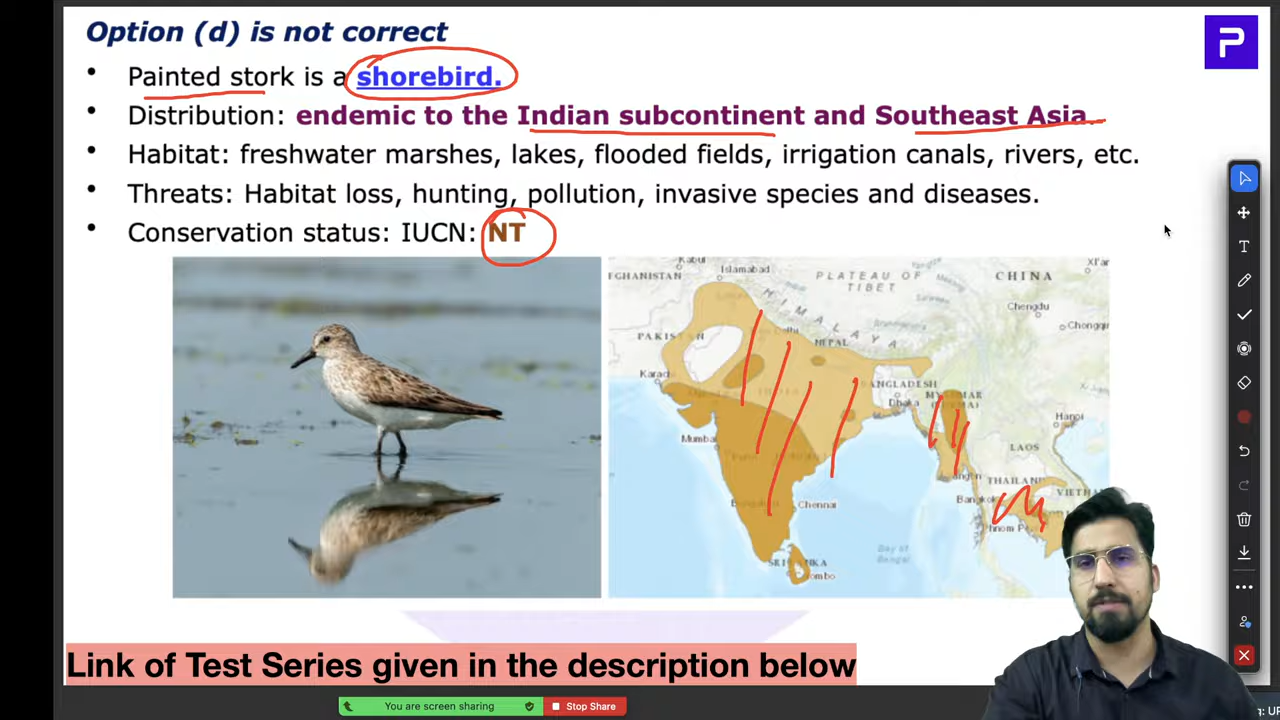 Option (d) is not correct
P
• Painted stork is a shorebird.
• Distribution: endemic to the Indian subcontinent and Southeast Asia.
• Habitat: freshwater marshes, lakes, flooded fields, irrigation canals, rivers, etc.
• Threats: Habitat loss, hunting, pollution, invasive species and diseases.
• Conservation status: IUCN: NT
Kabul
Islamabad
PLATEAU OF
TIBET
CHINA
HIMALAYA
Chengdu
PAKISTAN
NEPAL
Karachi
BANGLADESH
Dhaka
Hanoi
Mumbai
LAOS
THAILAND
Chennai
Bay of
Bengal
T
Link of Test Series given in the description below
You are screen sharing
Stop Share